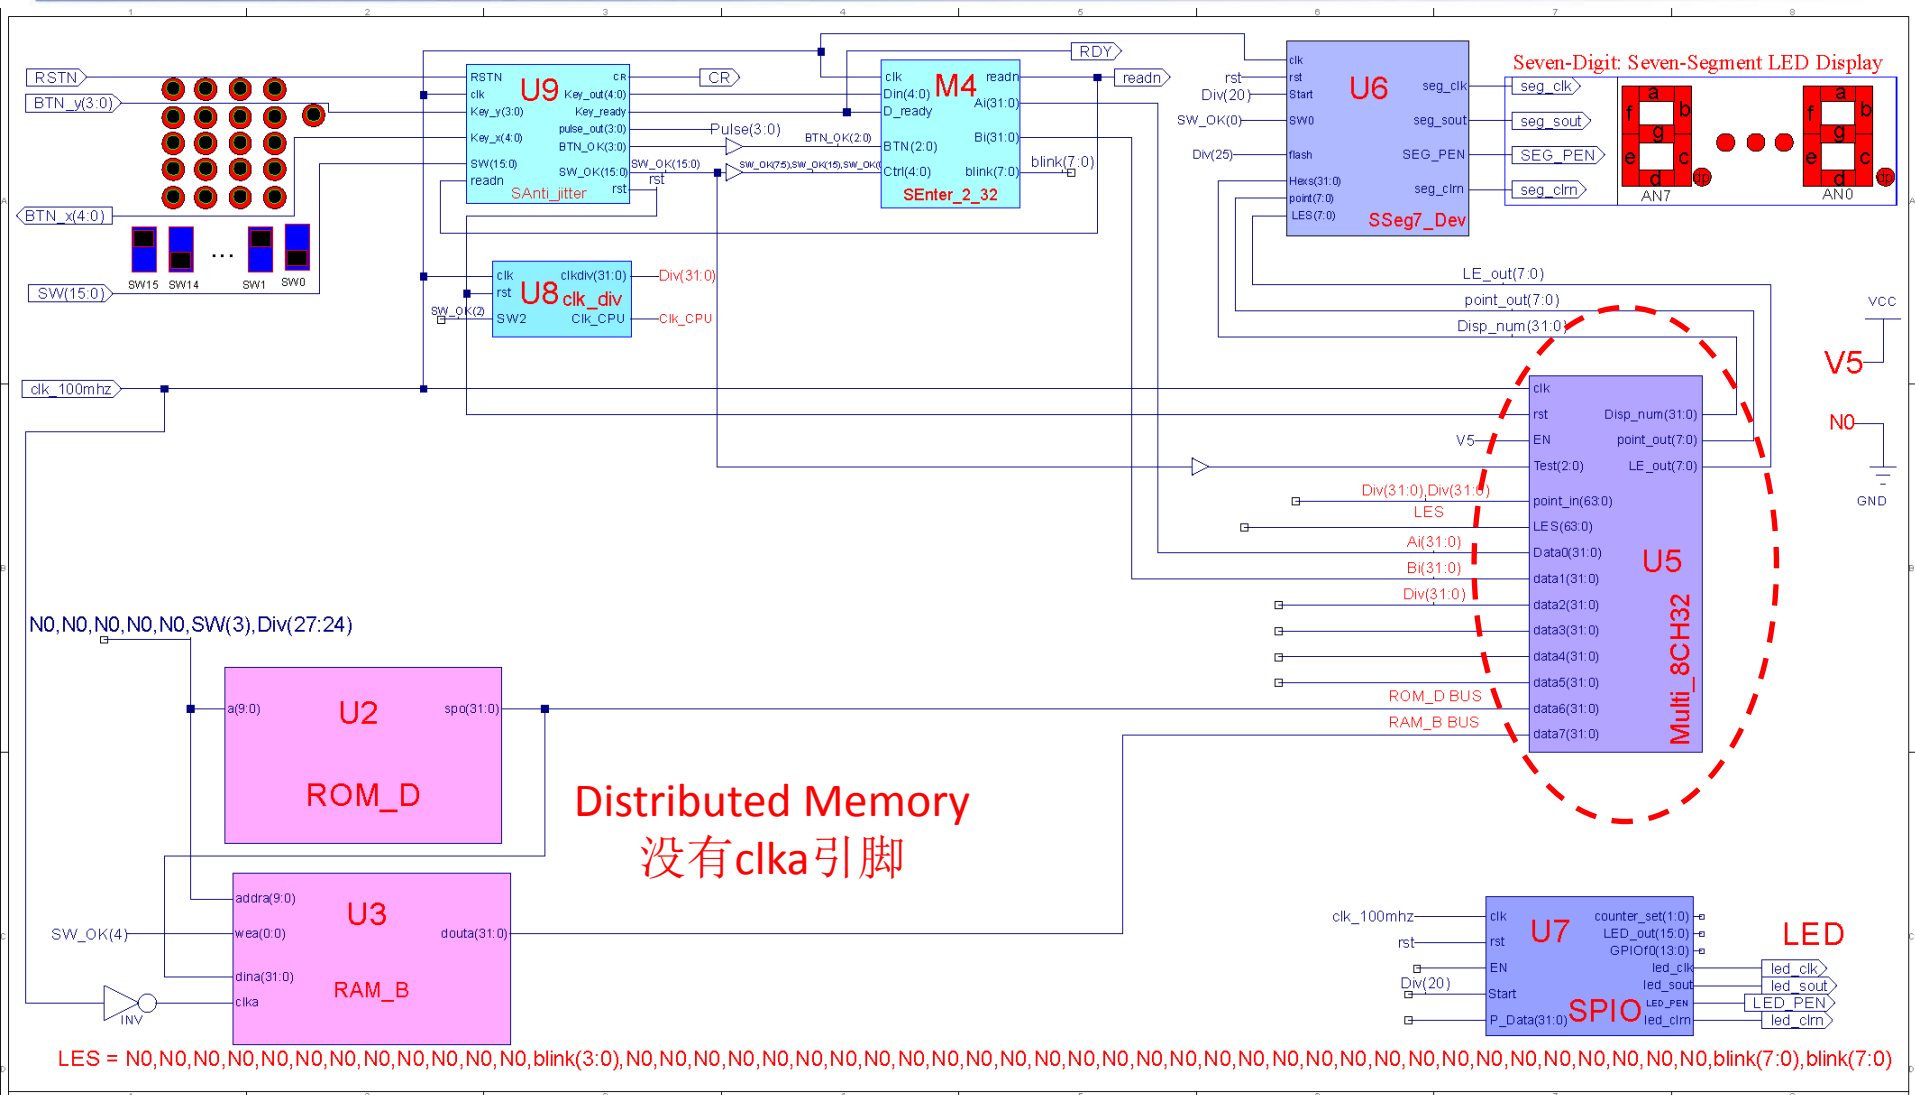 1 2 3 4 5 6 7 8
RSTN
BTN_y(3:0)
BTN_x(4:0)
SW15 SW14 ... SW1 SW0
SW(15:0)
clk_100mhz
U9
RSTN
clk
Key_y(3:0)
Key_x(4:0)
SW(15:0)
readn
CR
Key_out(4:0)
Key_ready
pulse_out(3:0)
BTN_OK(3:0)
SW_OK(15:0)
rst
SAnti_jitter
CR
Pulse(3:0)
SW_OK(15:0)
rst
BTN_OK(2:0)
SW_OK(7:5),SW_OK(15),SW_OK(
M4
clk
Din(4:0)
D_ready
BTN(2:0)
Ctrl(4:0)
readn
Ai(31:0)
Bi(31:0)
blink(7:0)
SEnter_2_32
RDY
readn
blink(7:0)
U8
clk
rst
SW2
clkdiv(31:0)
Clk_CPU
clk_div
SW_OK(2)
Div(31:0)
Clk_CPU
rst
Div(20)
SW_OK(0)
Div(25)
U6
clk
rst
Start
SW0
flash
Hexs(31:0)
point(7:0)
LES(7:0)
seg_clk
seg_sout
SEG_PEN
seg_clrn
SSeg7_Dev
Seven-Digit: Seven-Segment LED Display
seg_clk
seg_sout
SEG_PEN
seg_clrn
a
f b
g
e c
d
dp
AN7
a
f b
g
e c
d
dp
AN0
LE_out(7:0)
point_out(7:0)
Disp_num(31:0)
VCC
V5
N0
GND
V5
Div(31:0),Div(31:0)
LES
Ai(31:0)
Bi(31:0)
Div(31:0)
ROM_D BUS
RAM_B BUS
U5
clk
rst
EN
Test(2:0)
point_in(63:0)
LES(63:0)
Data0(31:0)
data1(31:0)
data2(31:0)
data3(31:0)
data4(31:0)
data5(31:0)
data6(31:0)
data7(31:0)
Disp_num(31:0)
point_out(7:0)
LE_out(7:0)
Multi_8CH32
N0,N0,N0,N0,N0,SW(3),Div(27:24)
U2
a(9:0)
spo(31:0)
ROM_D
Distributed Memory
没有clka引脚
U3
addra(9:0)
wea(0:0)
dina(31:0)
clka
douta(31:0)
RAM_B
SW_OK(4)
INV
clk_100mhz
rst
Div(20)
U7
clk
rst
EN
Start
P_Data(31:0)
counter_set(1:0)
LED_out(15:0)
GPIOf0(13:0)
led_clk
led_sout
LED_PEN
led_clrn
SPIO
LED
led_clk
led_sout
LED_PEN
led_clrn
LES = N0,N0,N0,N0,N0,N0,N0,N0,N0,N0,N0,N0,blink(3:0),N0,N0,N0,N0,N0,N0,N0,N0,N0,N0,N0,N0,N0,N0,N0,N0,N0,N0,N0,N0,N0,N0,N0,N0,N0,N0,N0,N0,N0,N0,N0,N0,blink(7:0),blink(7:0)